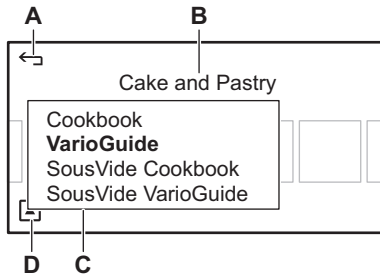 A B
Cake and Pastry
Cookbook
VarioGuide
SousVide Cookbook
SousVide VarioGuide
D C